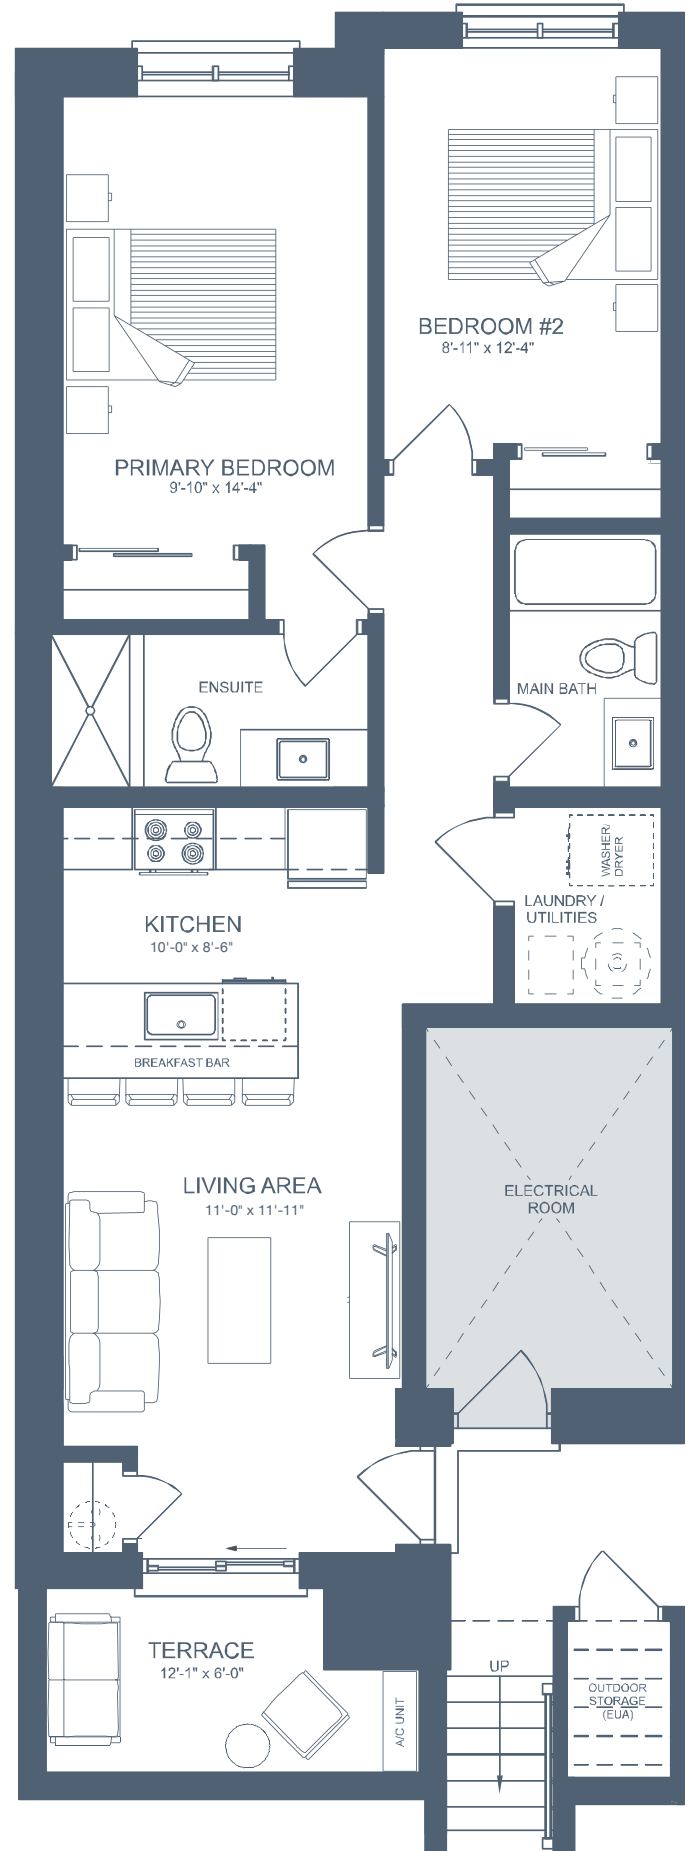 BEDROOM #2
8'-11" x 12'-4"
PRIMARY BEDROOM
9'-10" x 14'-4"
ENSUITE
MAIN BATH
WASHER/
DRYER
LAUNDRY /
UTILITIES
KITCHEN
10'-0" x 8'-6"
BREAKFAST BAR
LIVING AREA
11'-0" x 11'-11"
ELECTRICAL
ROOM
TERRACE
12'-1" x 6'-0"
A/C UNIT
UP
OUTDOOR
STORAGE
(EUA)